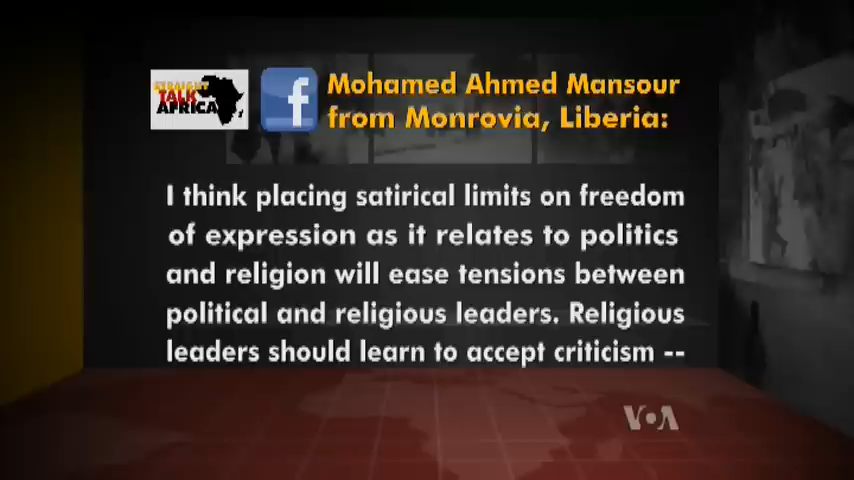 STRAIGHT
TALK
AFRICA
f
Mohamed Ahmed Mansour
from Monrovia, Liberia:
I think placing satirical limits on freedom
of expression as it relates to politics
and religion will ease tensions between
political and religious leaders. Religious
leaders should learn to accept criticism --
VOA